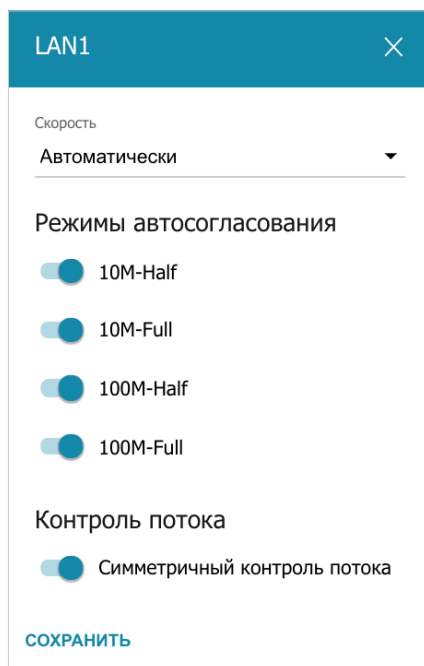 LAN1
Скорость
Автоматически
Режимы автосогласования
10M-Half
10M-Full
100M-Half
100M-Full
Контроль потока
Симметричный контроль потока
СОХРАНИТЬ